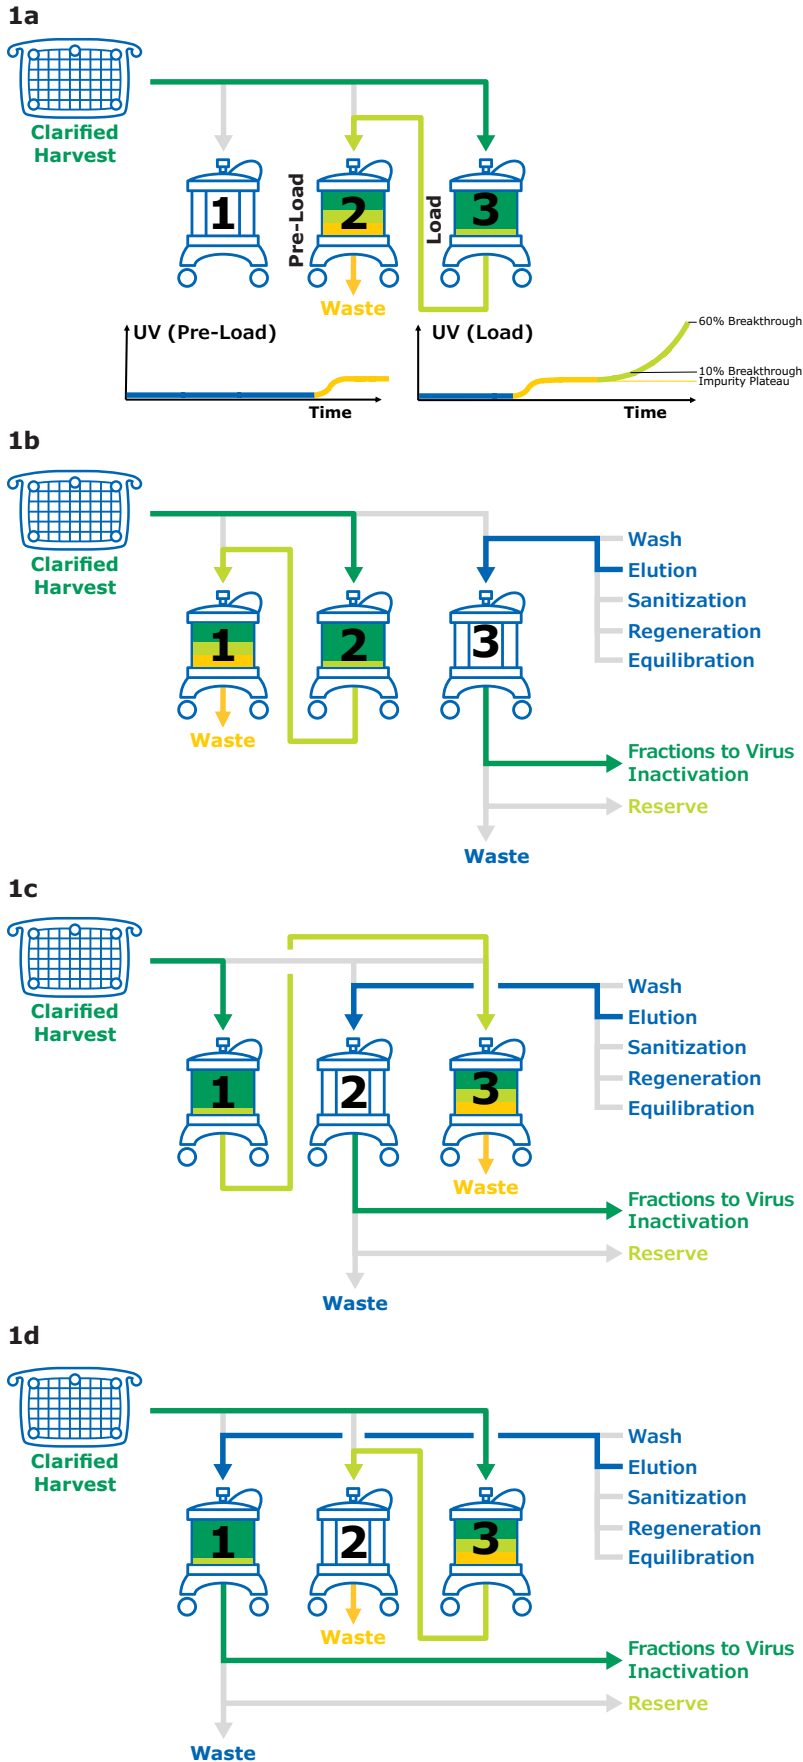 1a
Clarified
Harvest
Pre-Load
Load
1
2
3
Waste
UV (Pre-Load)
Time
UV (Load)
60% Breakthrough
10% Breakthrough
Impurity Plateau
Time
1b
Clarified
Harvest
Wash
Elution
Sanitization
Regeneration
Equilibration
1
2
3
Waste
Fractions to Virus
Inactivation
Reserve
Waste
1c
Clarified
Harvest
Wash
Elution
Sanitization
Regeneration
Equilibration
1
2
3
Waste
Fractions to Virus
Inactivation
Reserve
Waste
1d
Clarified
Harvest
Wash
Elution
Sanitization
Regeneration
Equilibration
1
2
3
Waste
Fractions to Virus
Inactivation
Reserve
Waste